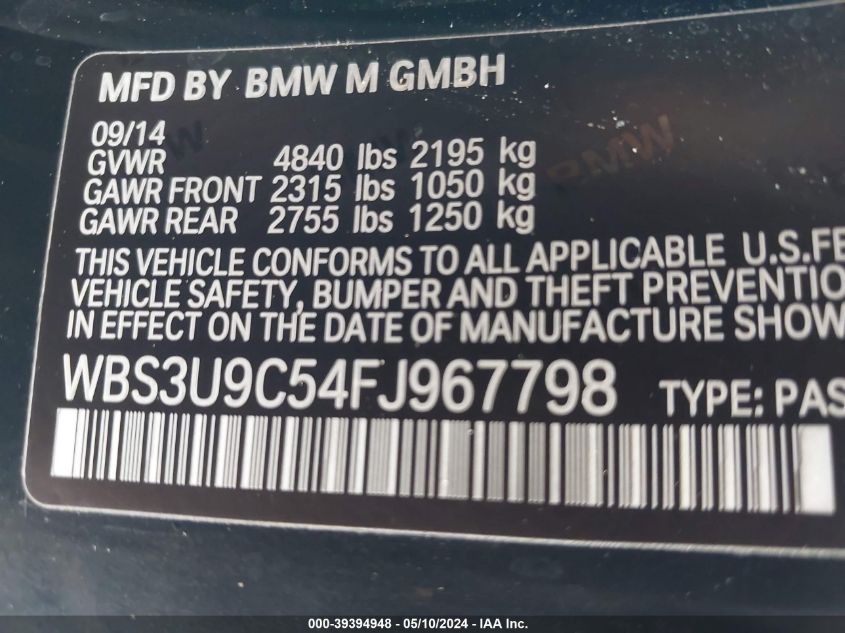 MFD BY BMW M GMBH
09/14
GVWR 4840 lbs 2195 kg
GAWR FRONT 2315 lbs 1050 kg
GAWR REAR 2755 lbs 1250 kg
THIS VEHICLE CONFORMS TO ALL APPLICABLE U.S.FE
VEHICLE SAFETY, BUMPER AND THEFT PREVENTIO
IN EFFECT ON THE DATE OF MANUFACTURE SHOW
WBS3U9C54FJ967798 TYPE: PAS
BMW
000-39394948 - 05/10/2024 - IAA Inc.